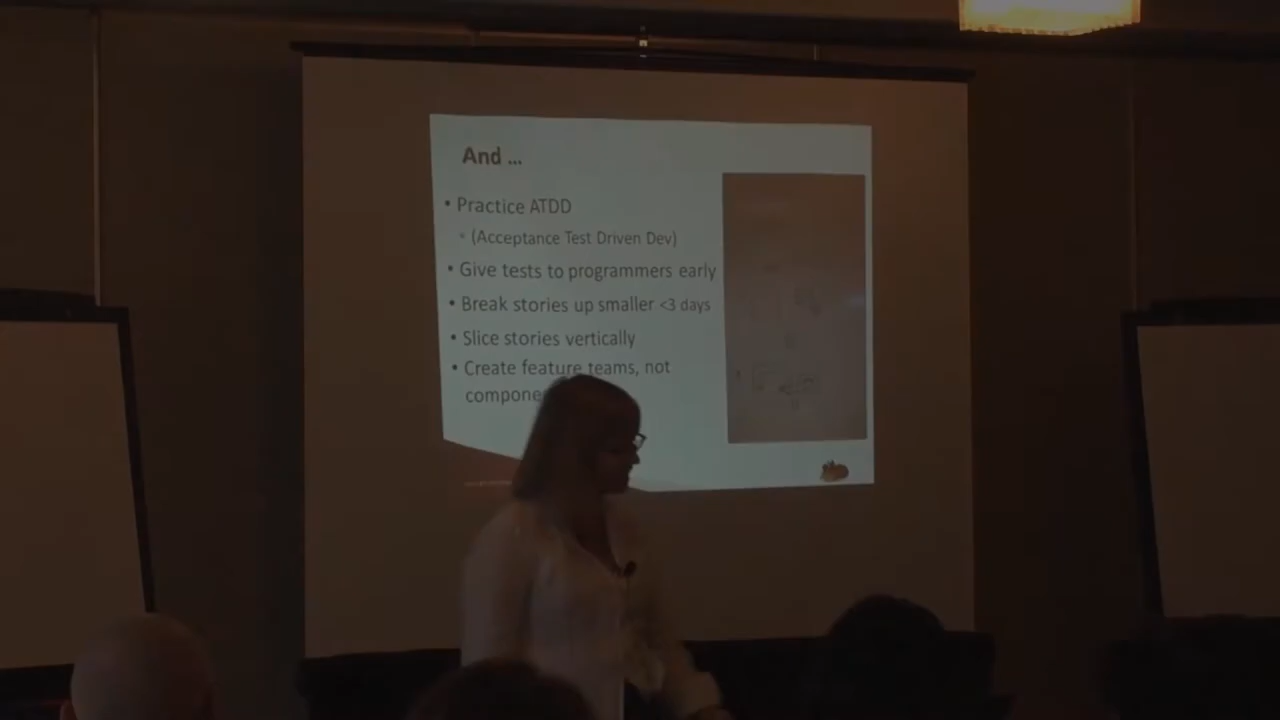 And ...
• Practice ATDD
• (Acceptance Test Driven Dev)
• Give tests to programmers early
• Break stories up smaller <3 days
• Slice stories vertically
• Create feature teams, not